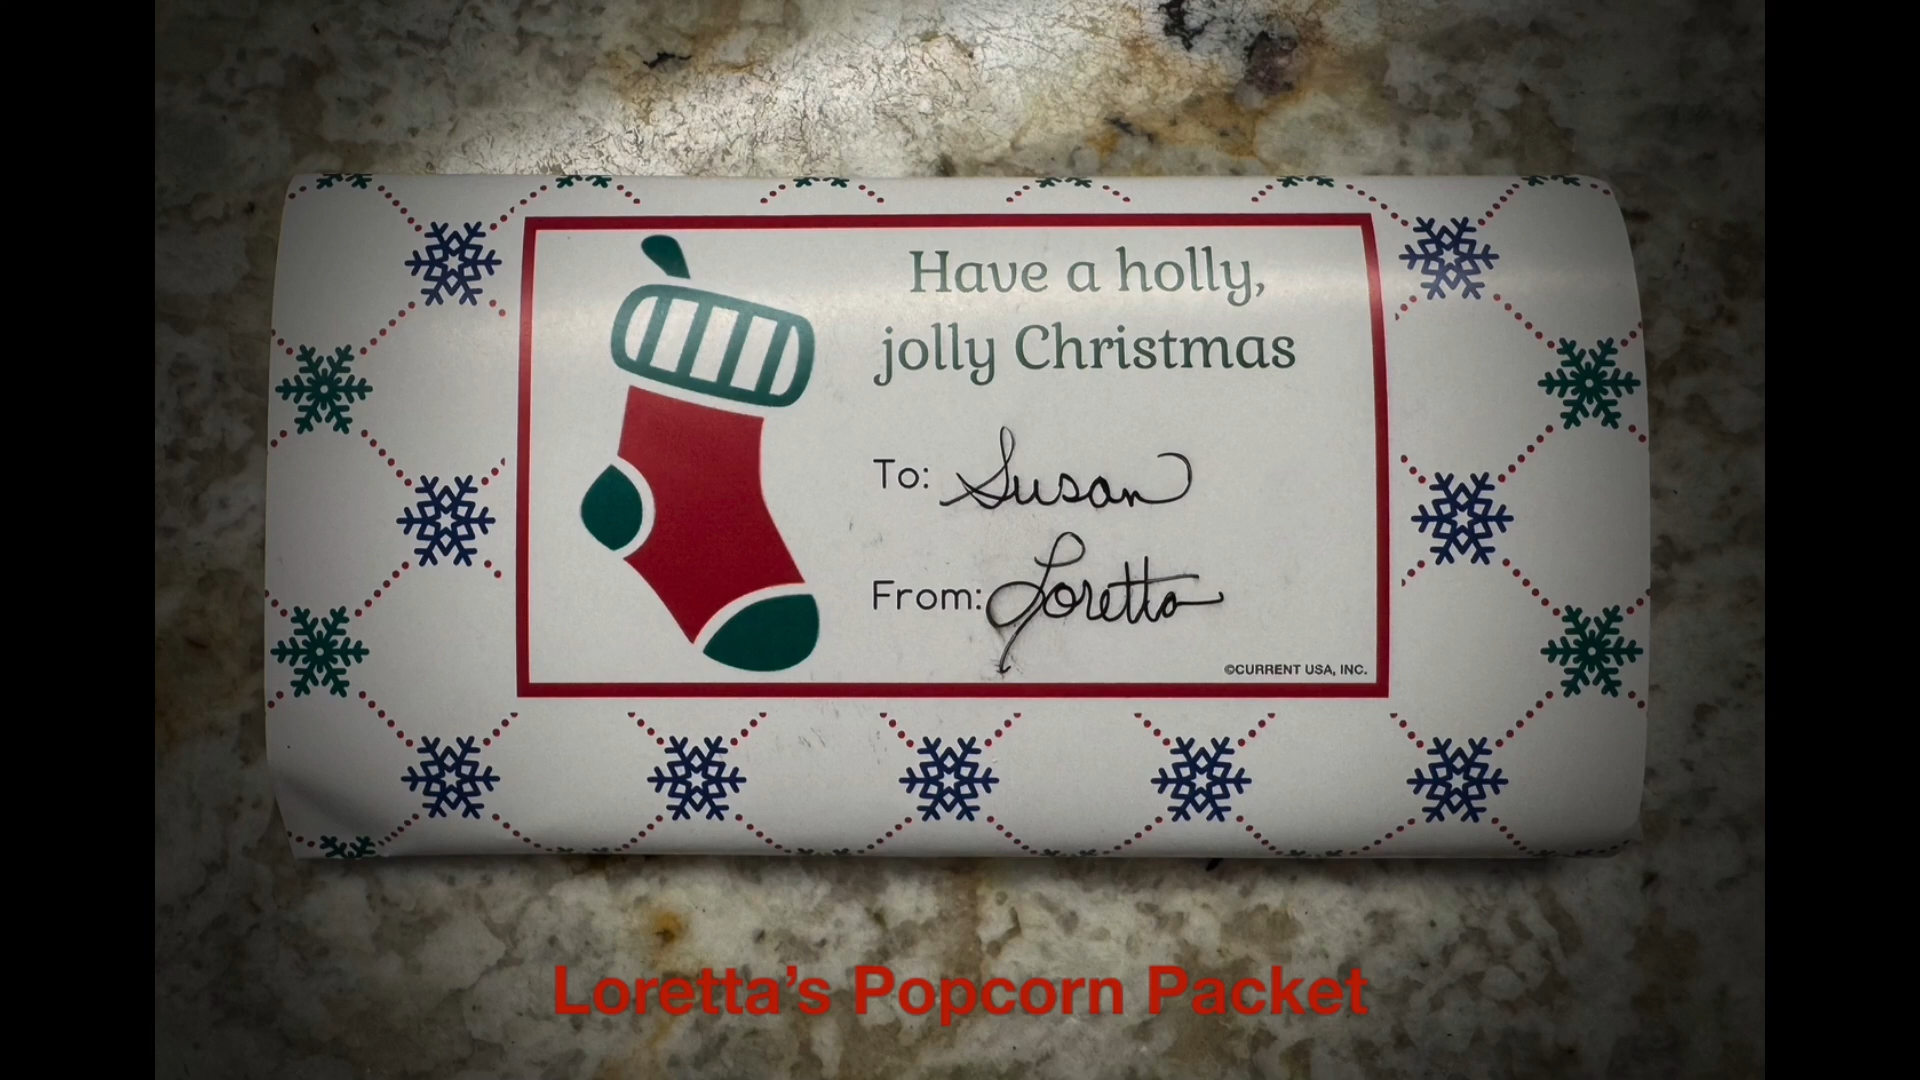 Have a holly,
jolly Christmas
To: Susan
From: Loretta
©CURRENT USA, INC.
Loretta’s Popcorn Packet